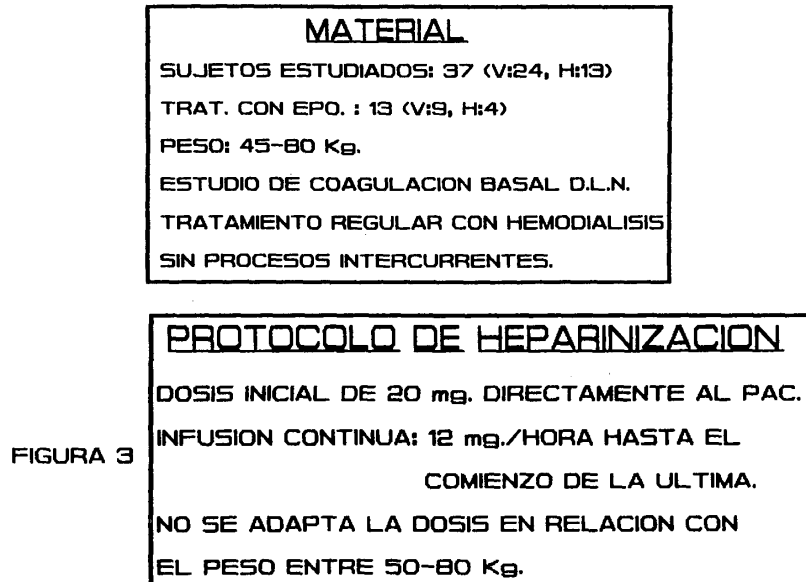 MATERIAL
SUJETOS ESTUDIADOS: 37 (V:24, H:13)
TRAT. CON EPO. : 13 (V:9, H:4)
PESO: 45-80 Kg.
ESTUDIO DE COAGULACION BASAL D.L.N.
TRATAMIENTO REGULAR CON HEMODIALISIS
SIN PROCESOS INTERCURRENTES.
PROTOCOLO DE HEPARINIZACION
DOSIS INICIAL DE 20 mg. DIRECTAMENTE AL PAC.
INFUSION CONTINUA: 12 mg./HORA HASTA EL
COMIENZO DE LA ULTIMA.
NO SE ADAPTA LA DOSIS EN RELACION CON
EL PESO ENTRE 50-80 Kg.
FIGURA 3